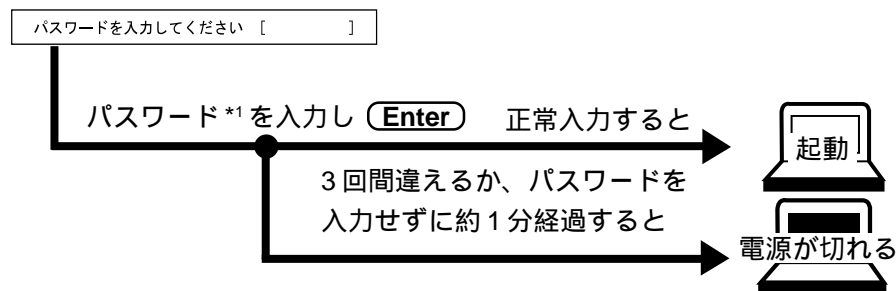 パスワードを入力してください [          ]
パスワード *1 を入力し Enter 正常入力すると
起動
3 回間違えるか、パスワードを
入力せずに約 1 分経過すると
電源が切れる